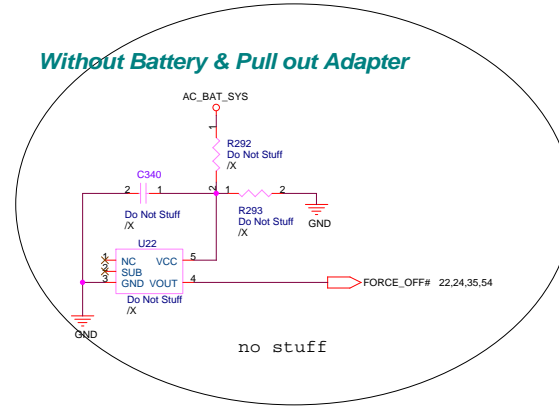 Without Battery & Pull out Adapter
AC_BAT_SYS
1
R292
Do Not Stuff
/X
2
C340
2 1
Do Not Stuff
/X
1 2
R293
Do Not Stuff
/X
GND
U22
1 NC VCC 5
2 SUB
3 GND VOUT 4
Do Not Stuff
/X
FORCE_OFF# 22,24,35,54
GND
no stuff